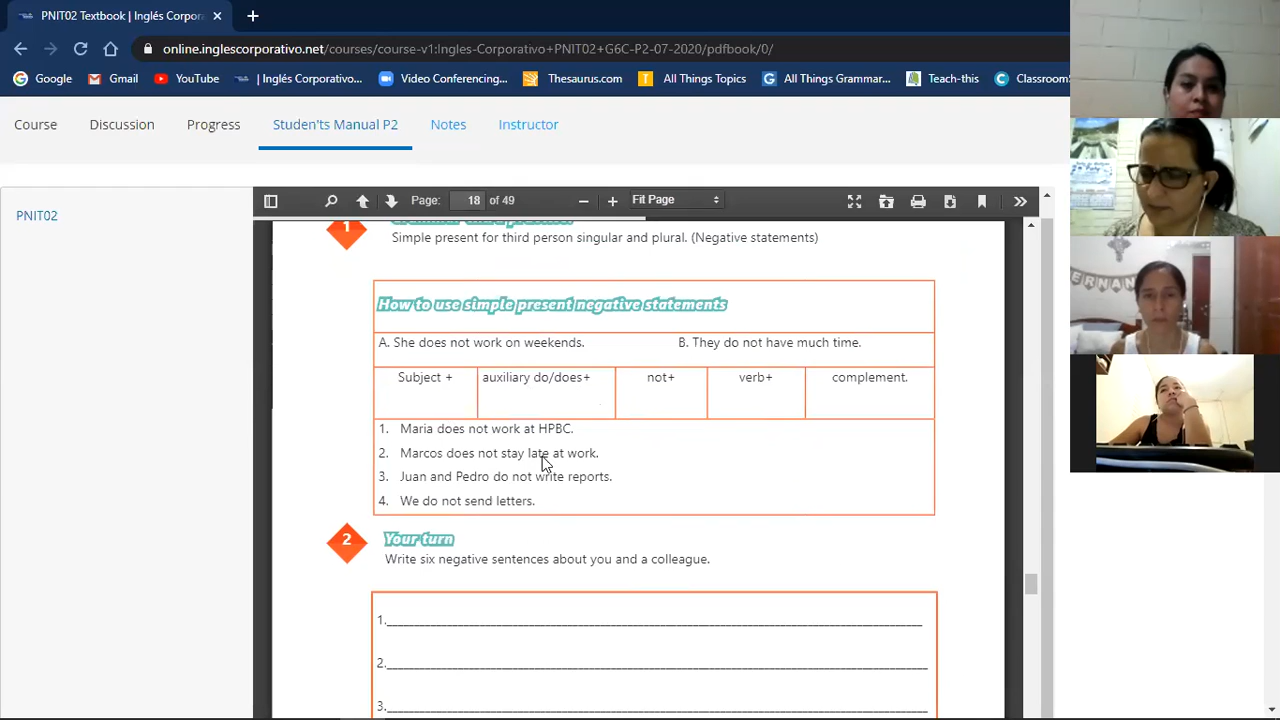 PNIT02 Textbook | Inglés Corpor
online.inglescorporativo.net/courses/course-v1:Ingles-Corporativo+PNIT02+G6C-P2-07-2020/pdfbook/0/
Google Gmail YouTube | Inglés Corporativo... Video Conferencing... Thesaurus.com All Things Topics All Things Grammar... Teach-this Classroom
Course Discussion Progress Studen'ts Manual P2 Notes Instructor
PNIT02
Page: 18 of 49 Fit Page
1
Simple present for third person singular and plural. (Negative statements)
How to use simple present negative statements
A. She does not work on weekends. B. They do not have much time.
Subject + auxiliary do/does+ not+ verb+ complement.
1. Maria does not work at HPBC.
2. Marcos does not stay late at work.
3. Juan and Pedro do not write reports.
4. We do not send letters.
2 Your turn
Write six negative sentences about you and a colleague.
1.
2.
3.